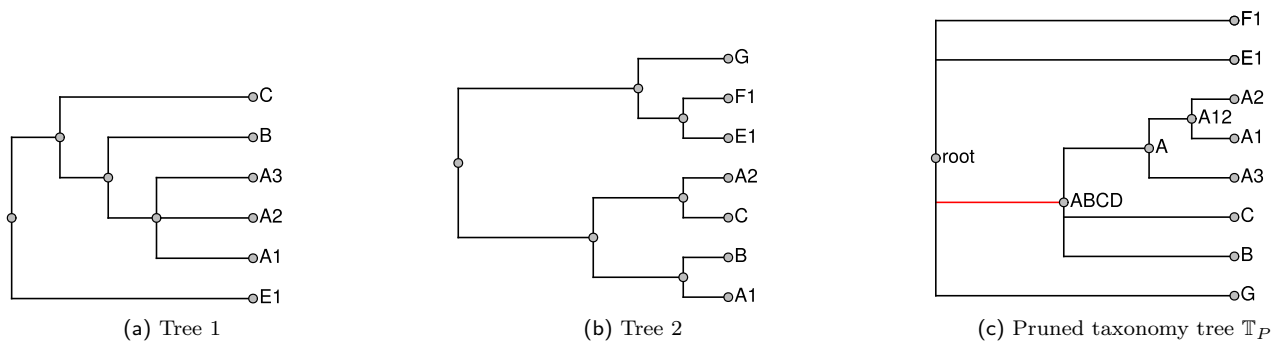 C
B
A3
A2
A1
E1
(a) Tree 1
G
F1
E1
A2
C
B
A1
(b) Tree 2
F1
E1
A2
A12
A1
A
root
A3
ABCD
C
B
G
(c) Pruned taxonomy tree 𝕋_P